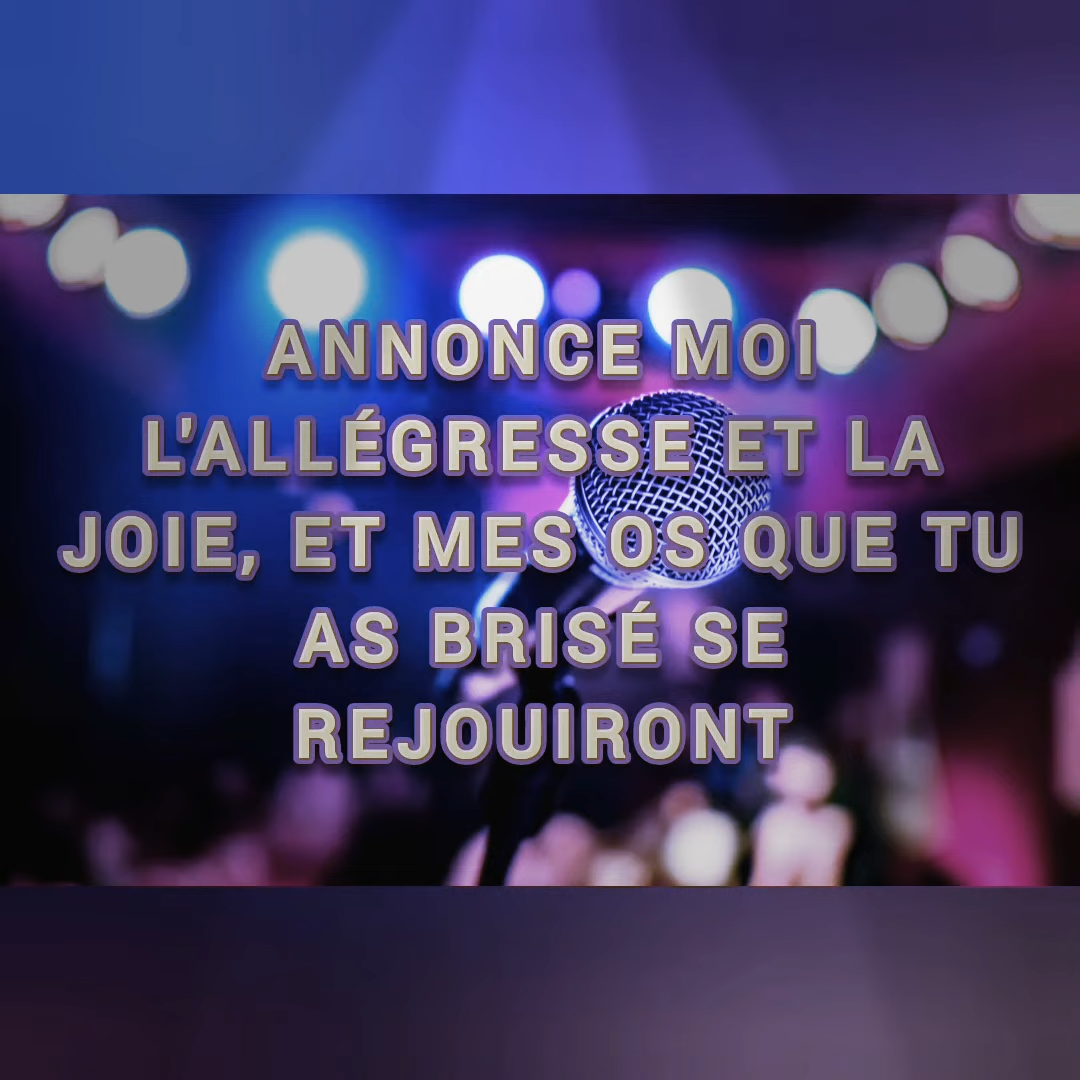 ANNONCE MOI
L'ALLÉGRESSE ET LA
JOIE, ET MES OS QUE TU
AS BRISÉ SE
REJOUIRONT